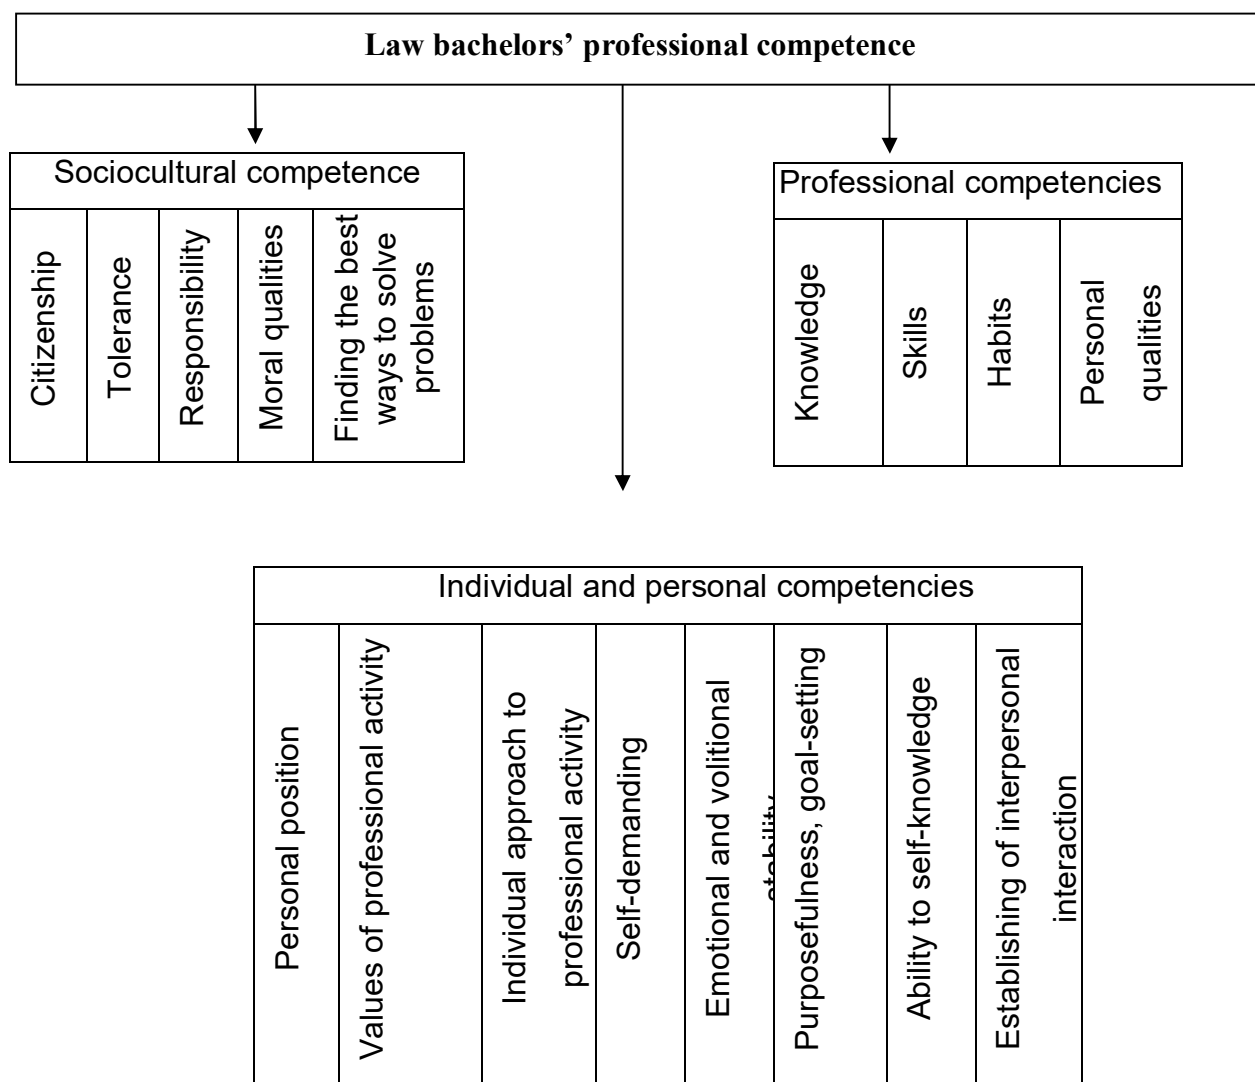 Law bachelors’ professional competence
Sociocultural competence
Citizenship
Tolerance
Responsibility
Moral qualities
Finding the best
ways to solve
problems
Professional competencies
Knowledge
Skills
Habits
Personal
qualities
Individual and personal competencies
Personal position
Values of professional activity
Individual approach to
professional activity
Self-demanding
Emotional and volitional
stability
Purposefulness, goal-setting
Ability to self-knowledge
Establishing of interpersonal
interaction